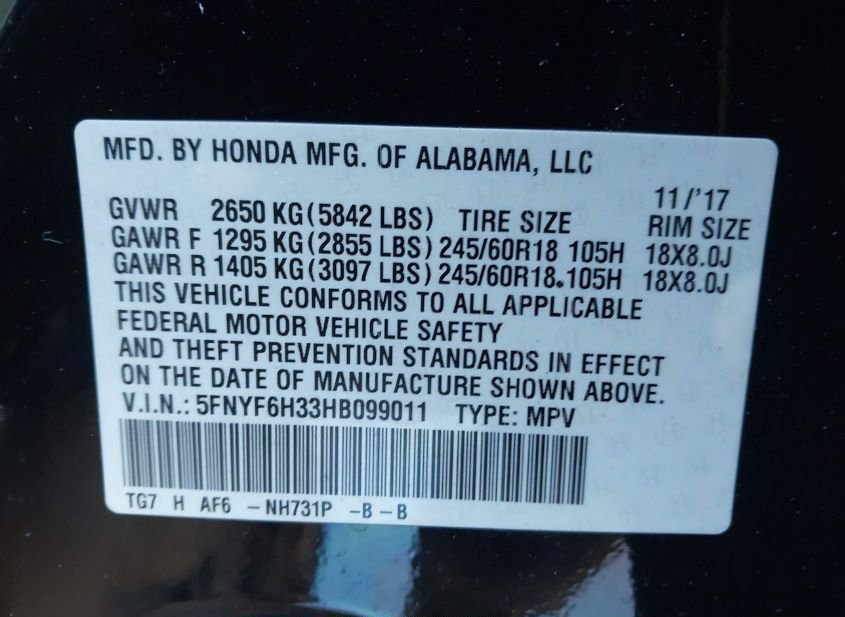 MFD. BY HONDA MFG. OF ALABAMA, LLC
11/'17
GVWR 2650 KG (5842 LBS) TIRE SIZE RIM SIZE
GAWR F 1295 KG (2855 LBS) 245/60R18 105H 18X8.0J
GAWR R 1405 KG (3097 LBS) 245/60R18.105H 18X8.0J
THIS VEHICLE CONFORMS TO ALL APPLICABLE
FEDERAL MOTOR VEHICLE SAFETY
AND THEFT PREVENTION STANDARDS IN EFFECT
ON THE DATE OF MANUFACTURE SHOWN ABOVE.
V.I.N.: 5FNYF6H33HB099011 TYPE: MPV
TG7 H AF6 -NH731P -B -B